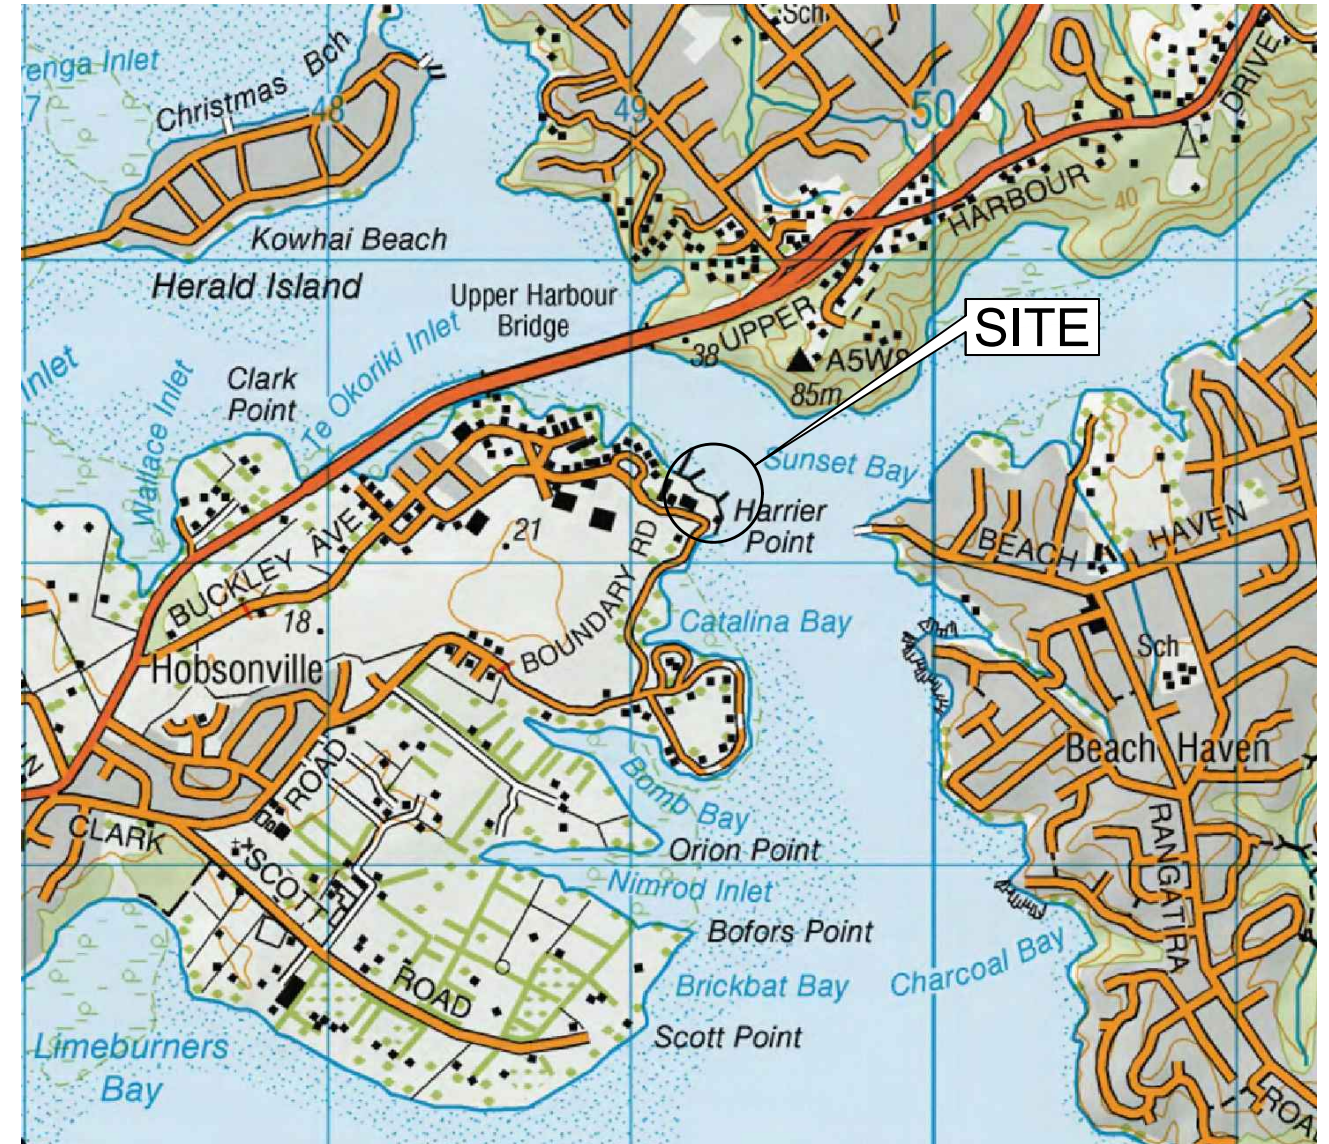 Sch
enga Inlet
Christmas Bch
7
48
49
50
DRIVE
HARBOUR
40
Kowhai Beach
Herald Island
Upper Harbour
Bridge
SITE
UPPER
38
A5W8
85m
Inlet
Wallace Inlet
Clark
Point
Te Okoriki Inlet
Sunset Bay
Harrier
Point
21
BUCKLEY AVE
BOUNDARY RD
BEACH HAVEN
18
Catalina Bay
Hobsonville
Sch
N
ROAD
Beach Haven
Bomb Bay
CLARK
Orion Point
RANGATIRA
SCOTT
Nimrod Inlet
Bofors Point
Charcoal Bay
Brickbat Bay
ROAD
Scott Point
Limeburners
Bay
ROA